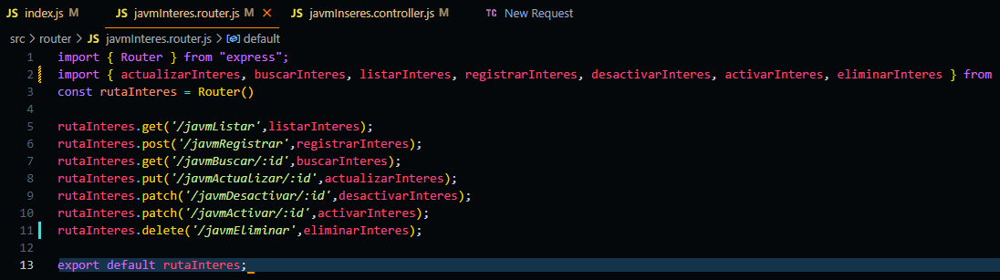 JS index.js M JS javmInteres.router.js M × JS javmInseres.controller.js M TC New Request
src > router > JS javmInteres.router.js > default
1 import { Router } from "express";
2 import { actualizarInteres, buscarInteres, listarInteres, registrarInteres, desactivarInteres, activarInteres, eliminarInteres } from
3 const rutaInteres = Router()
4
5 rutaInteres.get('/javmListar',listarInteres);
6 rutaInteres.post('/javmRegistrar',registrarInteres);
7 rutaInteres.get('/javmBuscar/:id',buscarInteres);
8 rutaInteres.put('/javmActualizar/:id',actualizarInteres);
9 rutaInteres.patch('/javmDesactivar/:id',desactivarInteres);
10 rutaInteres.patch('/javmActivar/:id',activarInteres);
11 rutaInteres.delete('/javmEliminar',eliminarInteres);
12
13 export default rutaInteres;